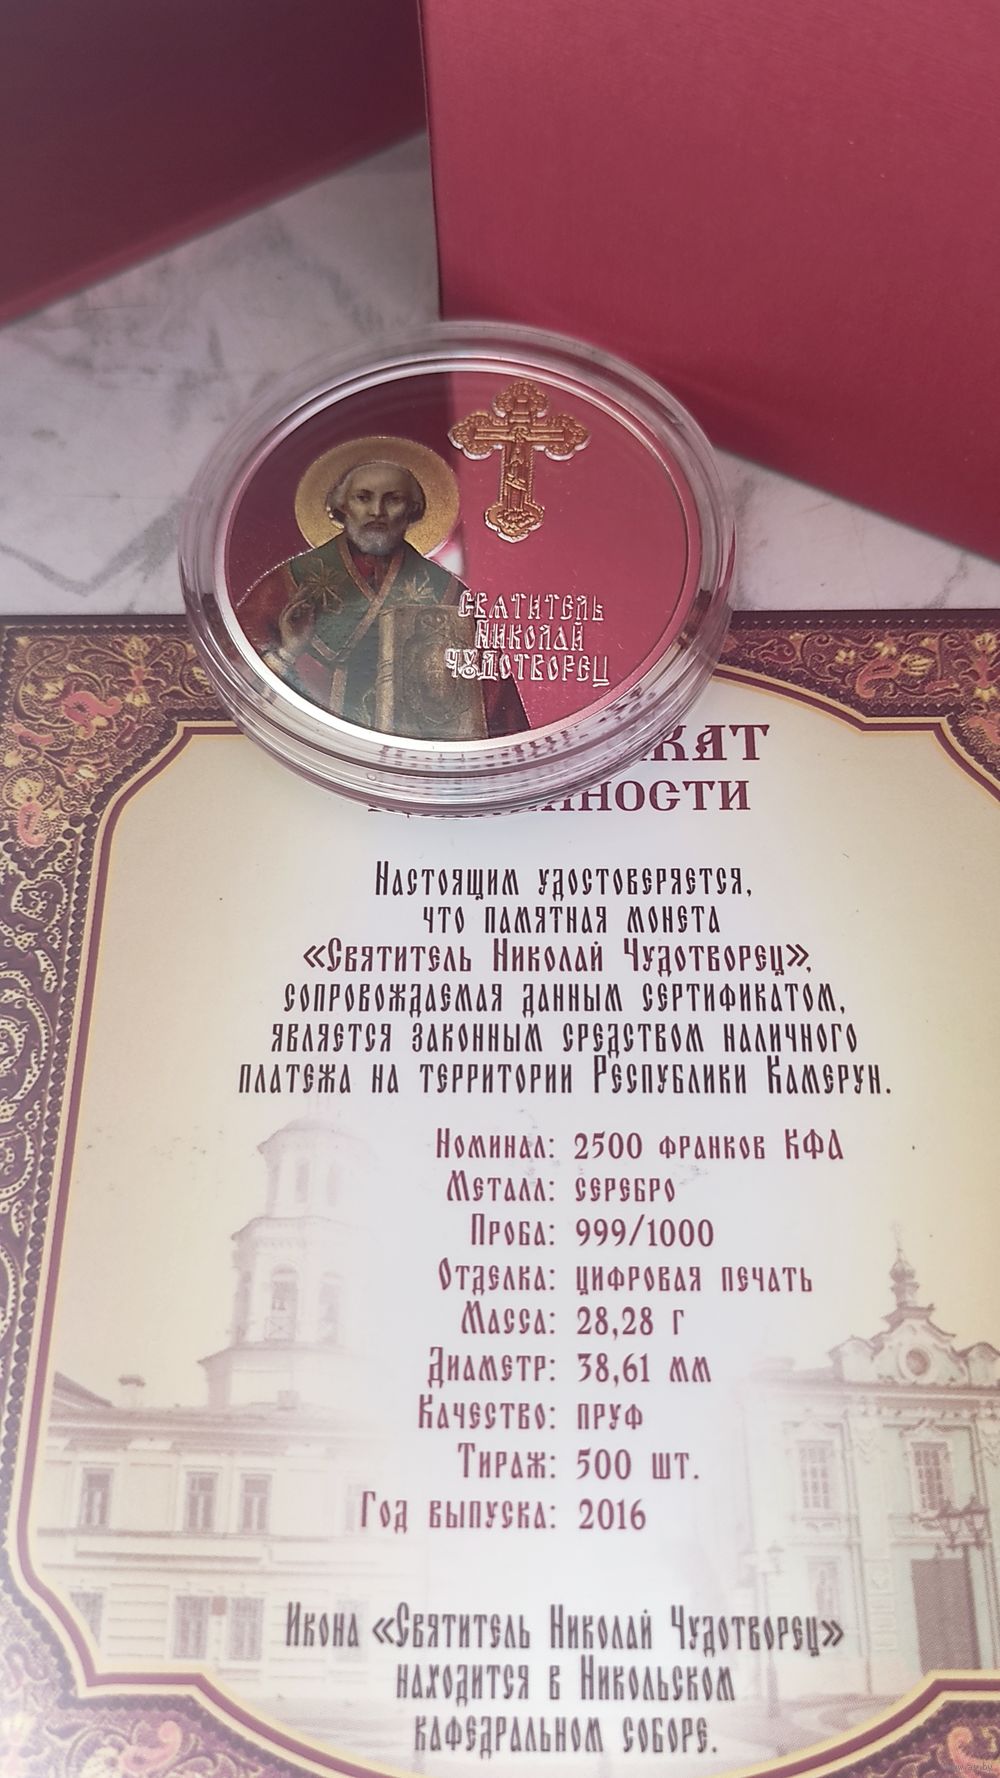 СВЯТИТЕЛЬ
НИКОЛАЙ
ЧУДОТВОРЕЦ
Настоящим удостоверяется,
что памятная монета
«Святитель Николай Чудотворец»,
сопровождаемая данным сертификатом,
является законным средством наличного
платежа на территории Республики Камерун.
Номинал: 2500 франков КФА
Металл: серебро
Проба: 999/1000
Отделка: цифровая печать
Масса: 28,28 г
Диаметр: 38,61 мм
Качество: пруф
Тираж: 500 шт.
Год выпуска: 2016
Икона «Святитель Николай Чудотворец»
находится в Никольском
кафедральном соборе.